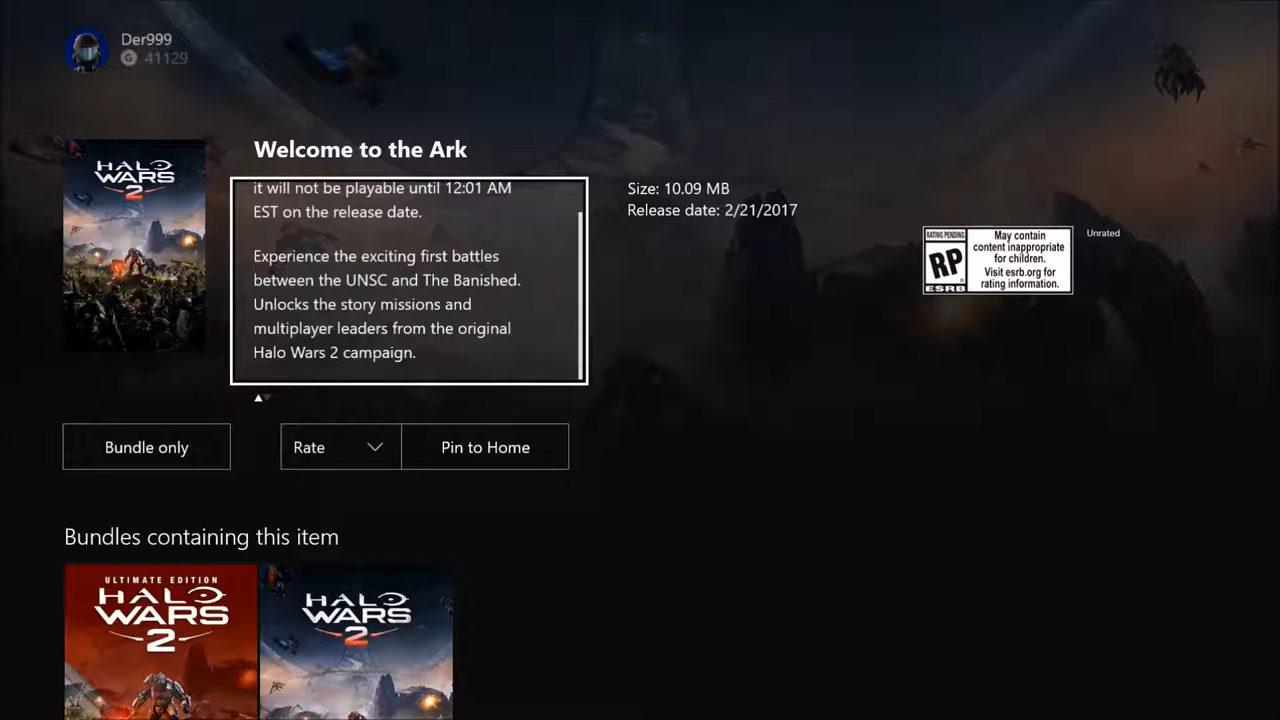 Der999
G 41129
HALO
WARS
2
Welcome to the Ark
it will not be playable until 12:01 AM
EST on the release date.
Experience the exciting first battles
between the UNSC and The Banished.
Unlocks the story missions and
multiplayer leaders from the original
Halo Wars 2 campaign.
Size: 10.09 MB
Release date: 2/21/2017
RATING PENDING
RP
ESRB
May contain
content inappropriate
for children.
Visit esrb.org for
rating information.
Unrated
Bundle only
Rate
Pin to Home
Bundles containing this item
ULTIMATE EDITION
HALO
WARS
2
HALO
WARS
2